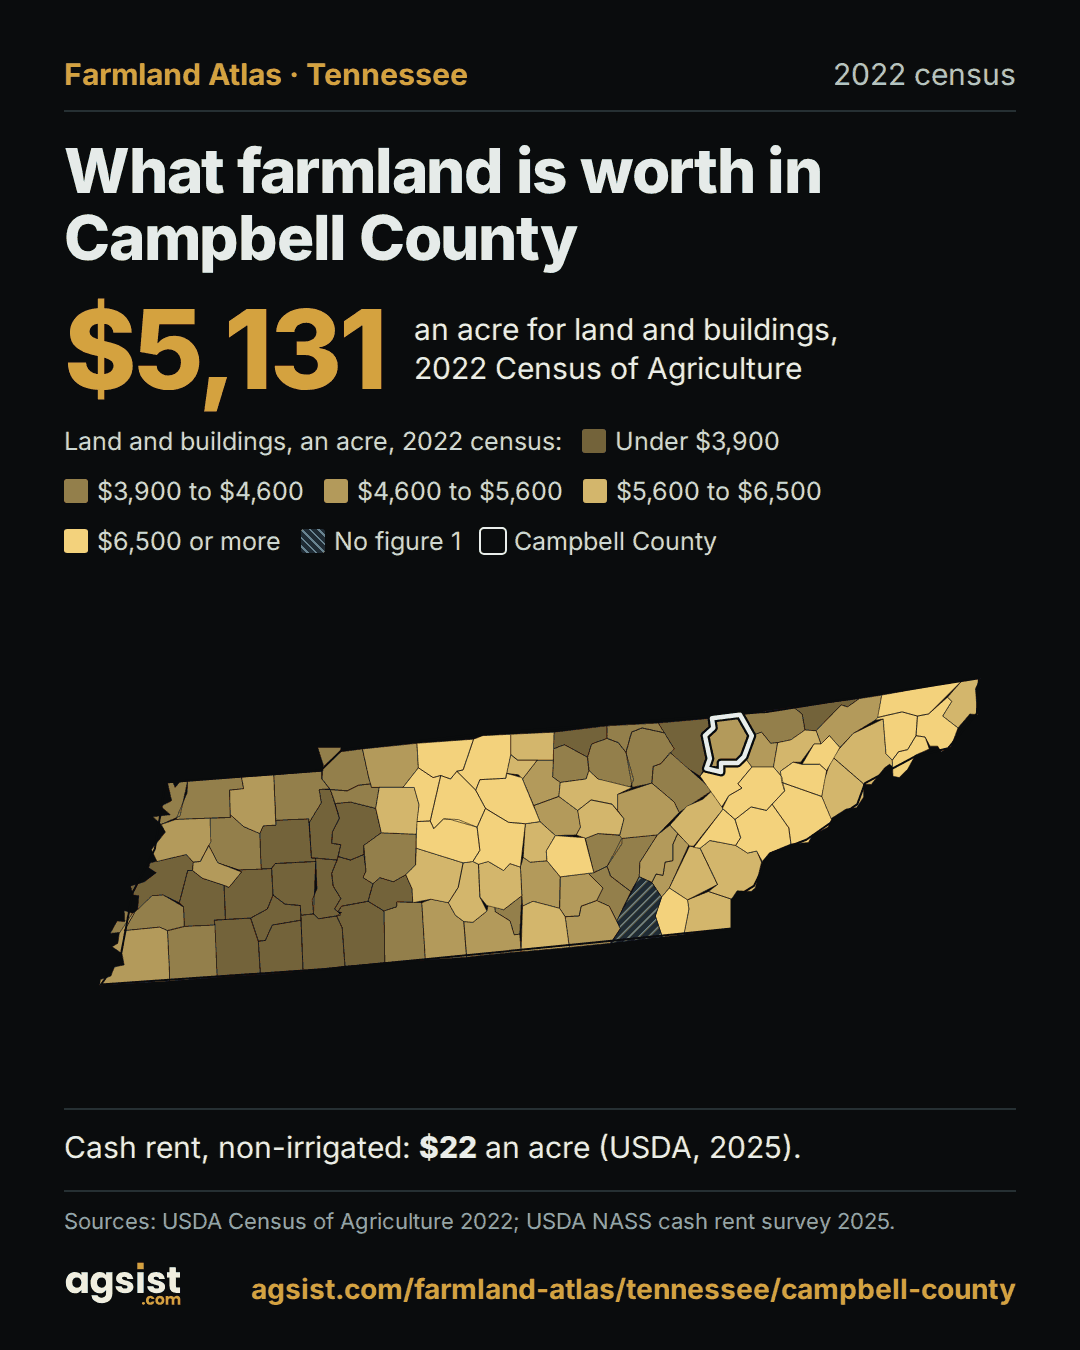 Farmland Atlas · Tennessee
2022 census
What farmland is worth in
Campbell County
$5,131
an acre for land and buildings,
2022 Census of Agriculture
Land and buildings, an acre, 2022 census: Under $3,900
$3,900 to $4,600 $4,600 to $5,600 $5,600 to $6,500
$6,500 or more No figure 1 Campbell County
Cash rent, non-irrigated: $22 an acre (USDA, 2025).
Sources: USDA Census of Agriculture 2022; USDA NASS cash rent survey 2025.
agsist
.com
agsist.com/farmland-atlas/tennessee/campbell-county